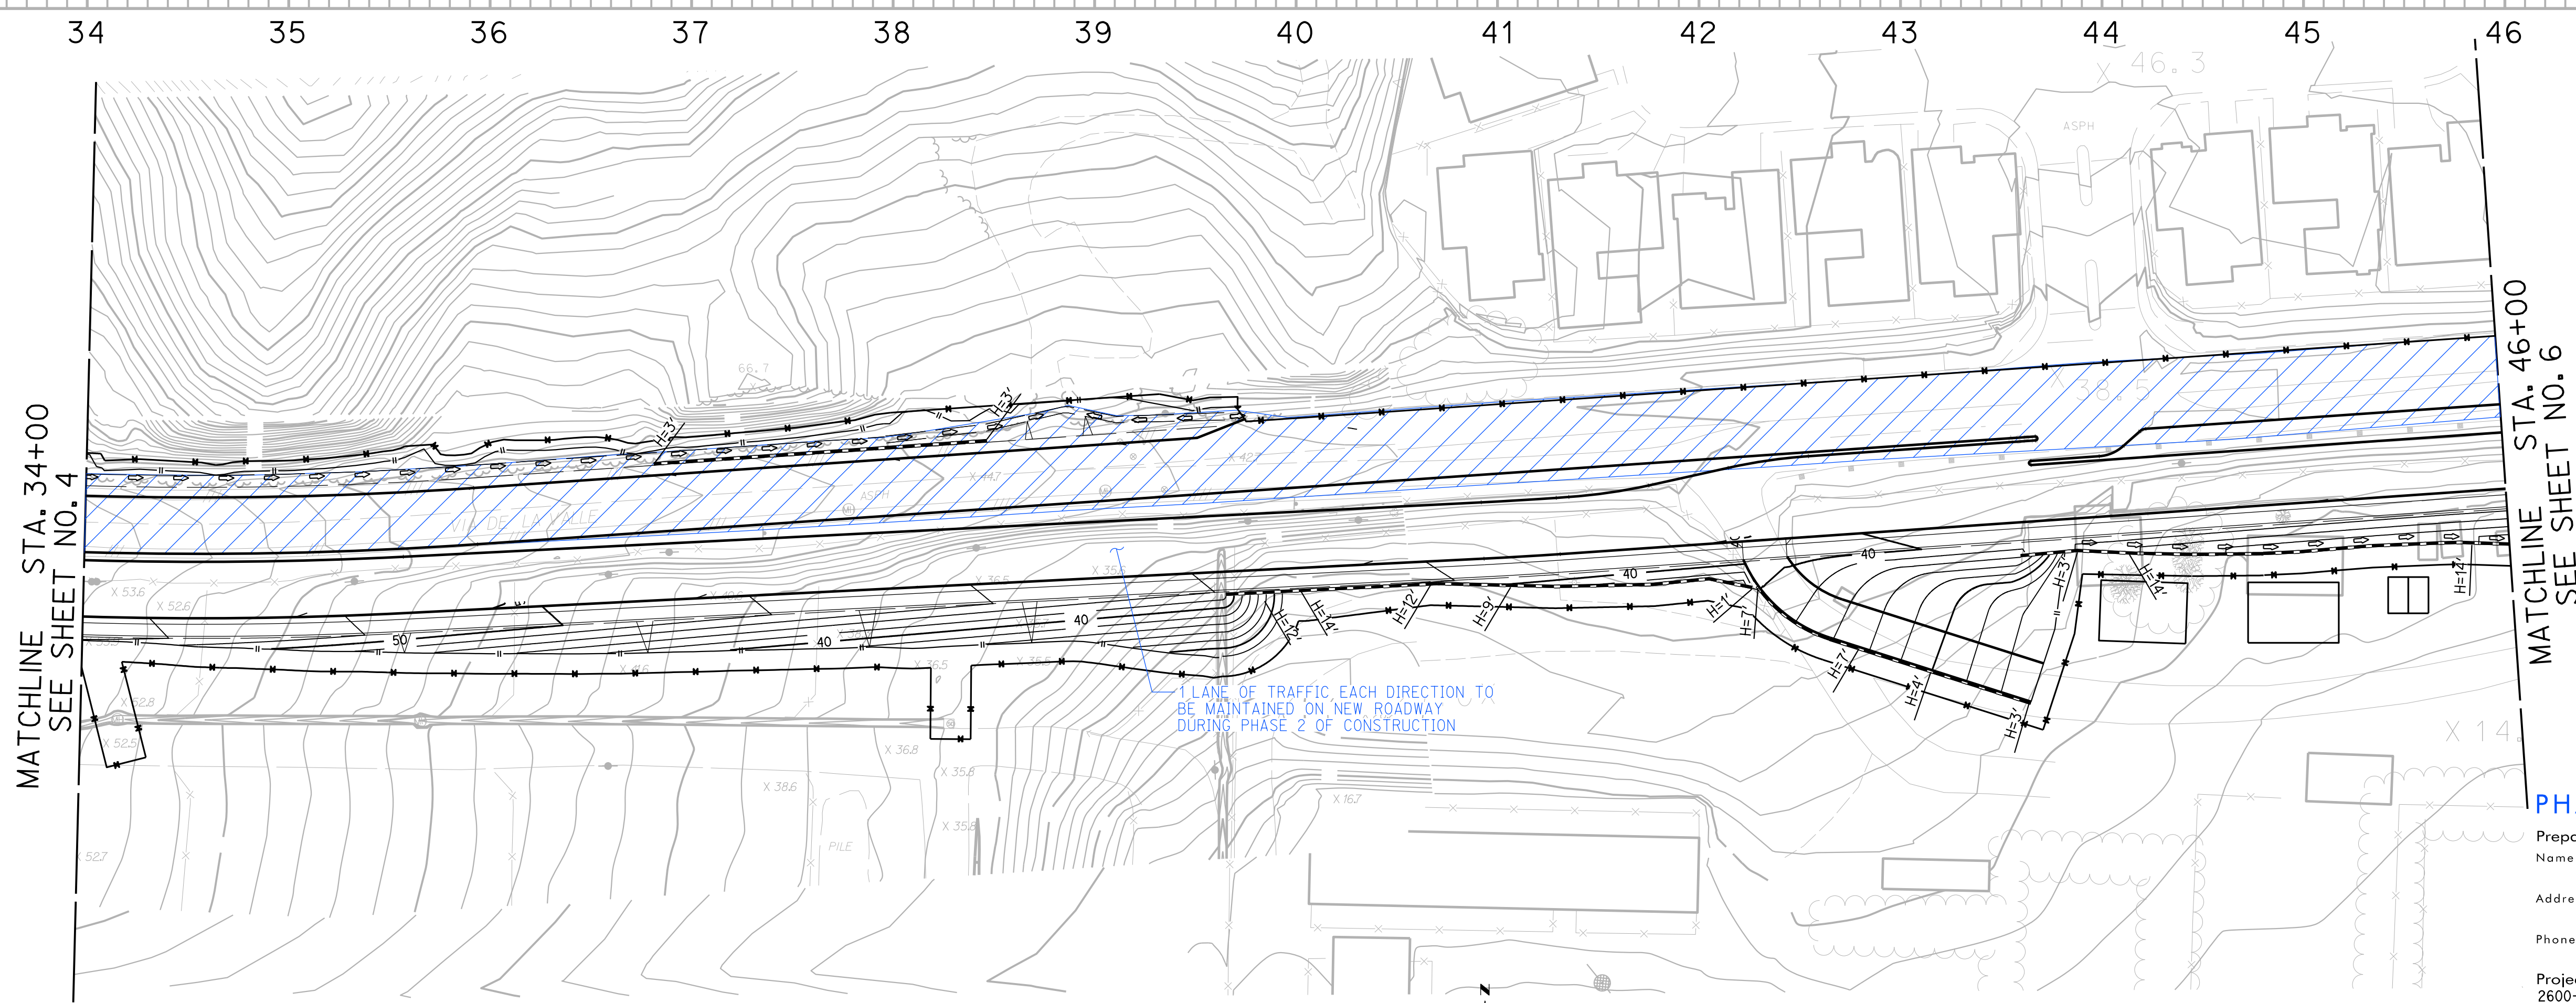 34 35 36 37 38 39 40 41 42 43 44 45 46
X 46.3
ASPH
MATCHLINE STA. 34+00
SEE SHEET NO. 4
MATCHLINE STA. 46+00
SEE SHEET NO. 6
66.7
H=3'
H=3'
X 38.5
X 44.7
X 42.7
ASPH
MH
VIA DE LA VALLE
X 53.6
X 52.6
X 36.5
X 35.6
40
40
40
40
50
40
H=12'
H=14'
H=12'
H=9'
H=1'
H=7'
H=7'
H=4'
H=3'
H=3'
H=14'
H=14'
X 41.6
X 36.5
X 35.5
X 52.8
X 52.5
X 36.8
X 35.8
X 38.6
X 35.8
X 52.7
PILE
X 16.7
X 14.
1 LANE OF TRAFFIC EACH DIRECTION TO
BE MAINTAINED ON NEW ROADWAY
DURING PHASE 2 OF CONSTRUCTION
PH
Prepa
Name
Addre
Phone
Projec
2600-
N